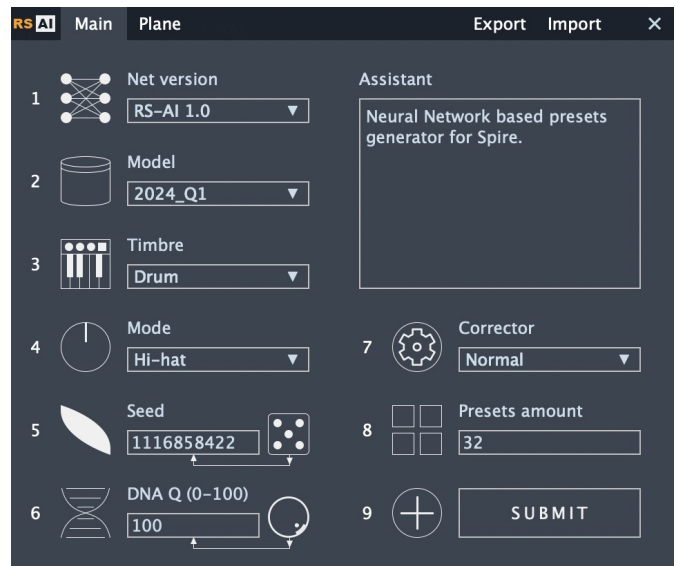 RS AI Main Plane Export Import ×
1 Net version
RS-AI 1.0 ▼
2 Model
2024_Q1 ▼
3 Timbre
Drum ▼
4 Mode
Hi-hat ▼
5 Seed
1116858422
6 DNA Q (0-100)
100
Assistant
Neural Network based presets
generator for Spire.
7 Corrector
Normal ▼
8 Presets amount
32
9 SUBMIT